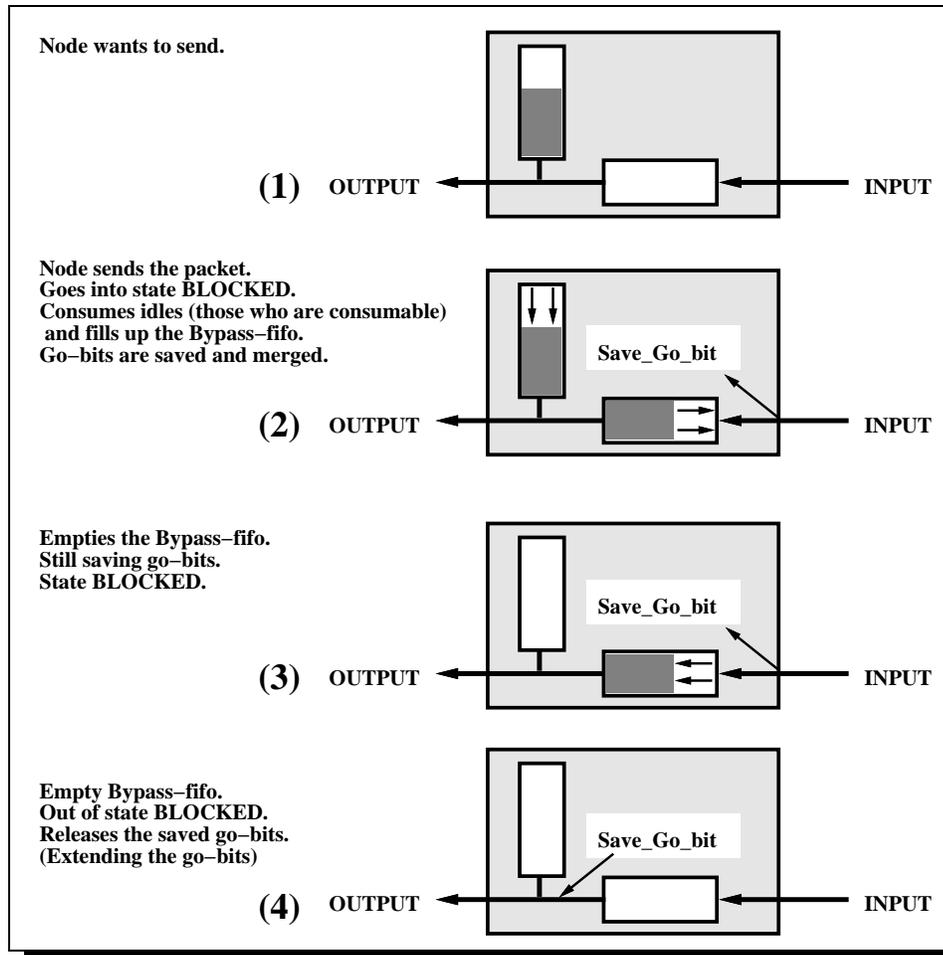 Node wants to send.
(1) OUTPUT INPUT
Node sends the packet.
Goes into state BLOCKED.
Consumes idles (those who are consumable)
and fills up the Bypass−fifo.
Go−bits are saved and merged.
Save_Go_bit
(2) OUTPUT INPUT
Empties the Bypass−fifo.
Still saving go−bits.
State BLOCKED.
Save_Go_bit
(3) OUTPUT INPUT
Empty Bypass−fifo.
Out of state BLOCKED.
Releases the saved go−bits.
(Extending the go−bits)
Save_Go_bit
(4) OUTPUT INPUT